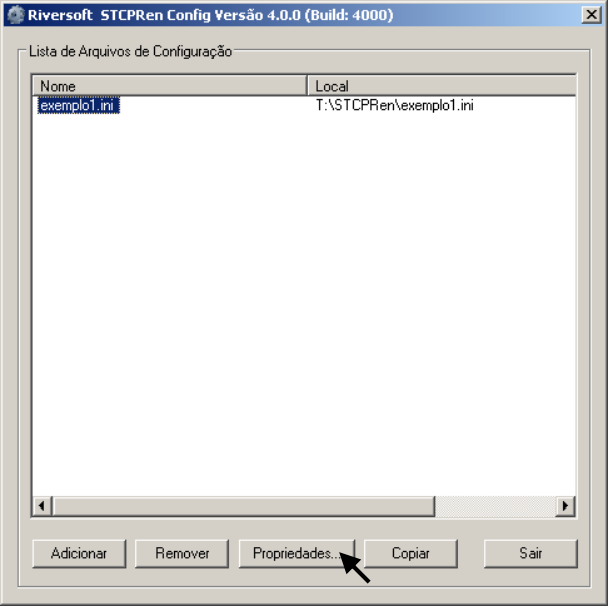 Riversoft STCPRen Config Versão 4.0.0 (Build: 4000)
Lista de Arquivos de Configuração
Nome Local
exemplo1.ini T:\STCPRen\exemplo1.ini
Adicionar Remover Propriedades... Copiar Sair